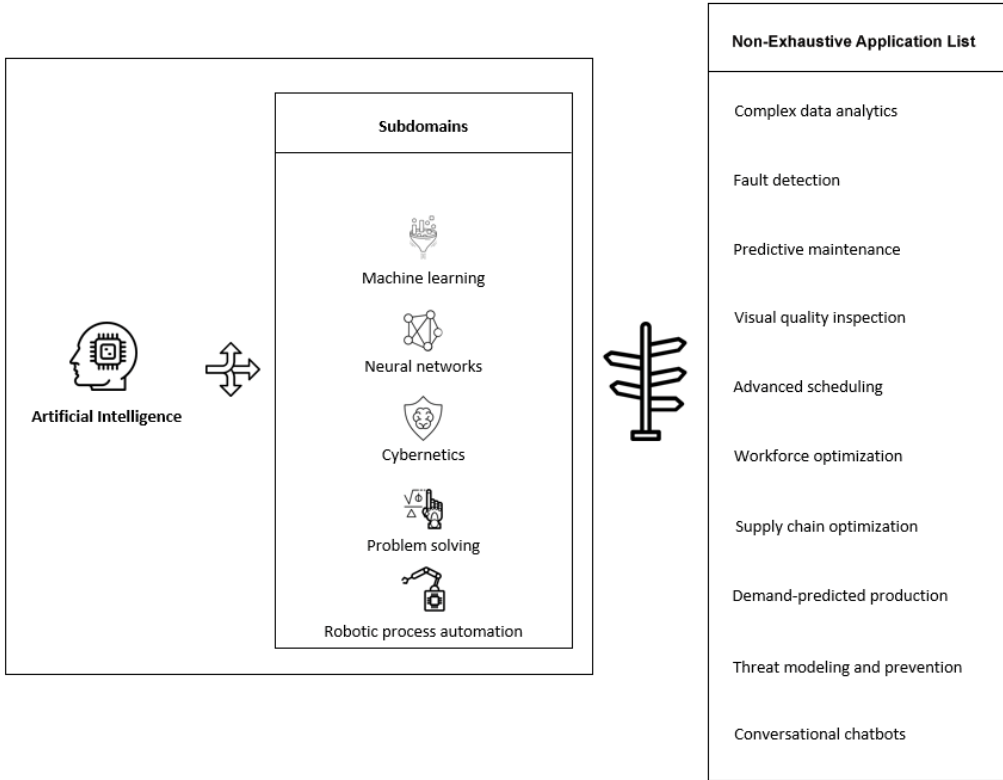 Artificial Intelligence
Subdomains
Machine learning
Neural networks
Cybernetics
Problem solving
Robotic process automation
Non-Exhaustive Application List
Complex data analytics
Fault detection
Predictive maintenance
Visual quality inspection
Advanced scheduling
Workforce optimization
Supply chain optimization
Demand-predicted production
Threat modeling and prevention
Conversational chatbots